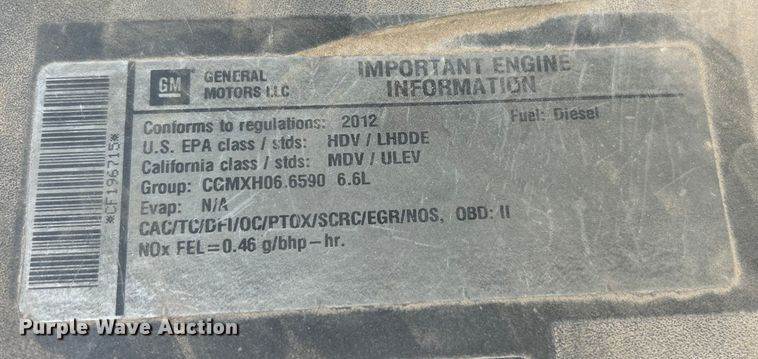 GM
GENERAL MOTORS LLC
IMPORTANT ENGINE INFORMATION
Conforms to regulations: 2012 Fuel: Diesel
U.S. EPA class / stds: HDV / LHDDE
California class / stds: MDV / ULEV
Group: CGMXH06.6590 6.6L
Evap: N/A
CAC/TC/DFI/OC/PTOX/SCRC/EGR/NOS, OBD: II
NOx FEL=0.46 g/bhp-hr.
*CF196715*
Purple Wave Auction